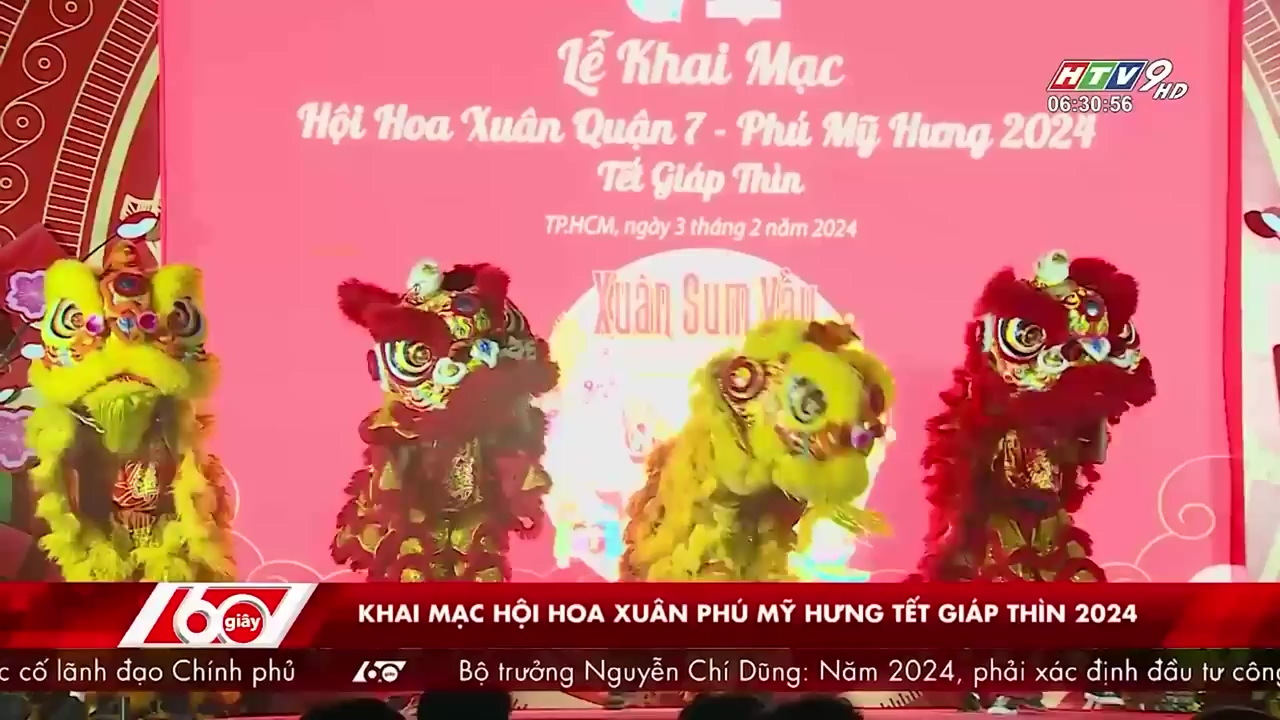 Lễ Khai Mạc
Hội Hoa Xuân Quận 7 - Phú Mỹ Hưng 2024
Tết Giáp Thìn
TP.HCM, ngày 3 tháng 2 năm 2024
Xuân Sum Vầy
HTV9 HD
06:30:56
60 giây
KHAI MẠC HỘI HOA XUÂN PHÚ MỸ HƯNG TẾT GIÁP THÌN 2024
c cố lãnh đạo Chính phủ 60 giây Bộ trưởng Nguyễn Chí Dũng: Năm 2024, phải xác định đầu tư công